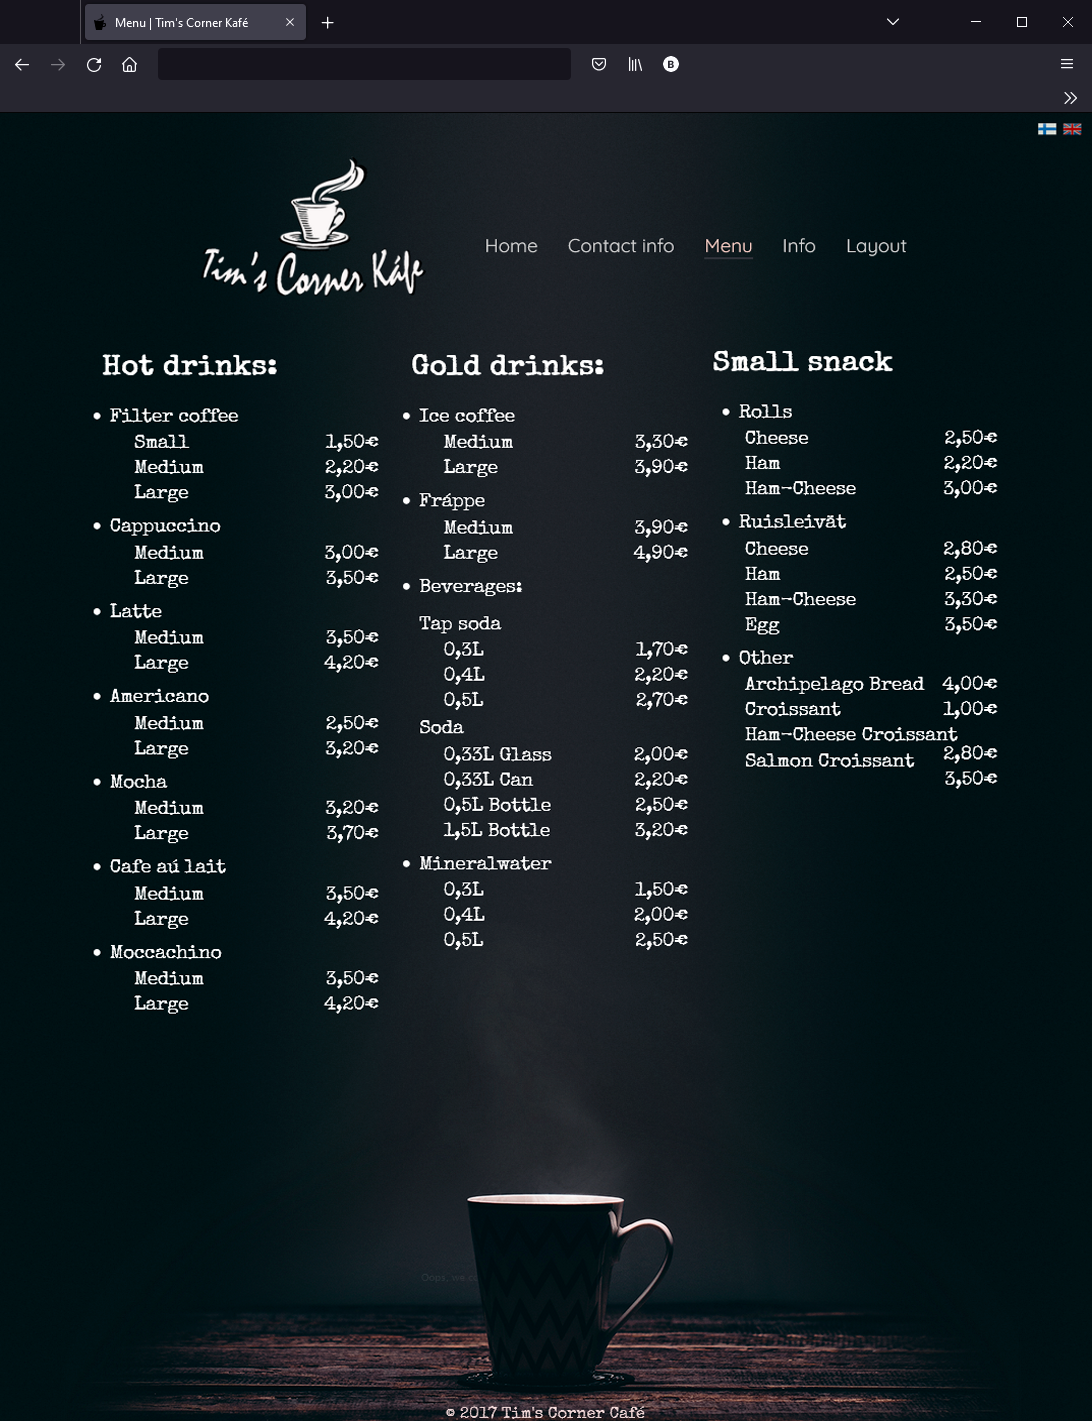 Menu | Tim's Corner Kafé
B
Tim's Corner Káfe
Home Contact info Menu Info Layout
Hot drinks:
Filter coffee
Small 1,50€
Medium 2,20€
Large 3,00€
Cappuccino
Medium 3,00€
Large 3,50€
Latte
Medium 3,50€
Large 4,20€
Americano
Medium 2,50€
Large 3,20€
Mocha
Medium 3,20€
Large 3,70€
Cafe aú lait
Medium 3,50€
Large 4,20€
Moccachino
Medium 3,50€
Large 4,20€
Gold drinks:
Ice coffee
Medium 3,30€
Large 3,90€
Fráppe
Medium 3,90€
Large 4,90€
Beverages:
Tap soda
0,3L 1,70€
0,4L 2,20€
0,5L 2,70€
Soda
0,33L Glass 2,00€
0,33L Can 2,20€
0,5L Bottle 2,50€
1,5L Bottle 3,20€
Mineralwater
0,3L 1,50€
0,4L 2,00€
0,5L 2,50€
Small snack
Rolls
Cheese 2,50€
Ham 2,20€
Ham-Cheese 3,00€
Ruisleivät
Cheese 2,80€
Ham 2,50€
Ham-Cheese 3,30€
Egg 3,50€
Other
Archipelago Bread 4,00€
Croissant 1,00€
Ham-Cheese Croissant
2,80€
Salmon Croissant
3,50€
Oops, we
© 2017 Tim's Corner Café